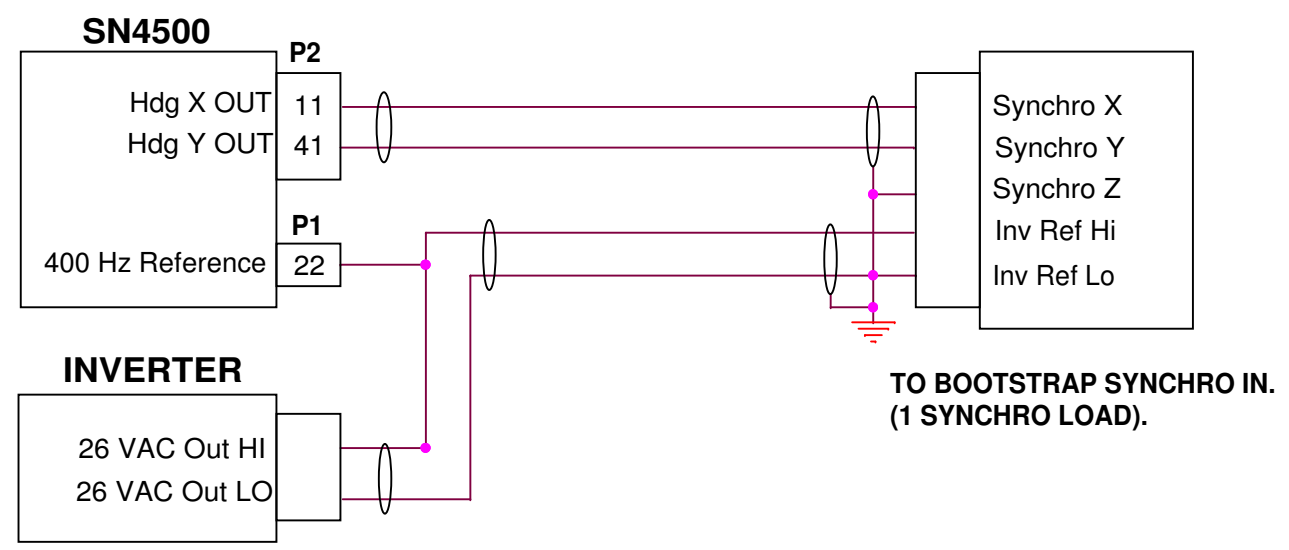 SN4500
P2
Hdg X OUT 11
Hdg Y OUT 41
P1
400 Hz Reference 22
Synchro X
Synchro Y
Synchro Z
Inv Ref Hi
Inv Ref Lo
TO BOOTSTRAP SYNCHRO IN.
(1 SYNCHRO LOAD).
INVERTER
26 VAC Out HI
26 VAC Out LO